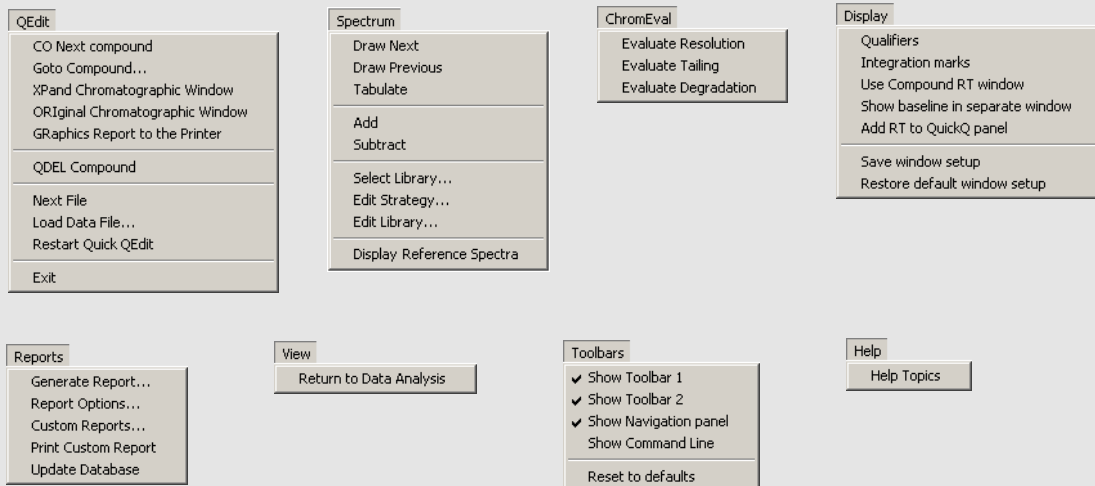 QEdit
CO Next compound
Goto Compound...
XPand Chromatographic Window
ORIginal Chromatographic Window
GRaphics Report to the Printer
QDEL Compound
Next File
Load Data File...
Restart Quick QEdit
Exit
Spectrum
Draw Next
Draw Previous
Tabulate
Add
Subtract
Select Library...
Edit Strategy...
Edit Library...
Display Reference Spectra
ChromEval
Evaluate Resolution
Evaluate Tailing
Evaluate Degradation
Display
Qualifiers
Integration marks
Use Compound RT window
Show baseline in separate window
Add RT to QuickQ panel
Save window setup
Restore default window setup
Reports
Generate Report...
Report Options...
Custom Reports...
Print Custom Report
Update Database
View
Return to Data Analysis
Toolbars
Show Toolbar 1
Show Toolbar 2
Show Navigation panel
Show Command Line
Reset to defaults
Help
Help Topics